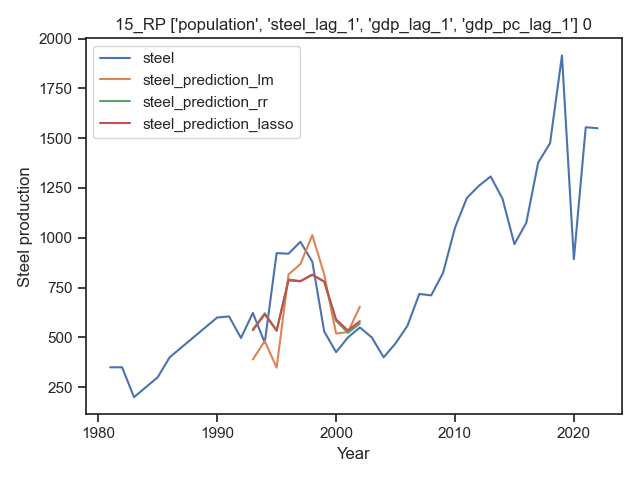 15_RP ['population', 'steel_lag_1', 'gdp_lag_1', 'gdp_pc_lag_1'] 0
2000
1750
1500
1250
1000
750
500
250
Steel production
steel
steel_prediction_lm
steel_prediction_rr
steel_prediction_lasso
1980
1990
2000
2010
2020
Year